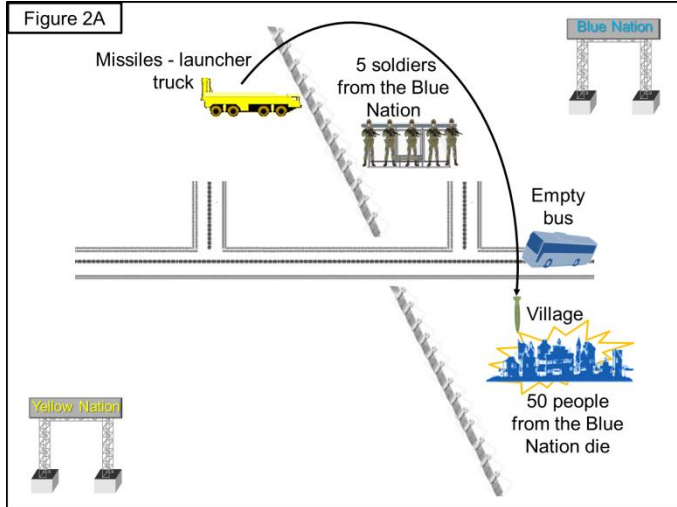 Figure 2A
Blue Nation
Missiles - launcher
truck
5 soldiers
from the Blue
Nation
Empty
bus
Village
50 people
from the Blue
Nation die
Yellow Nation